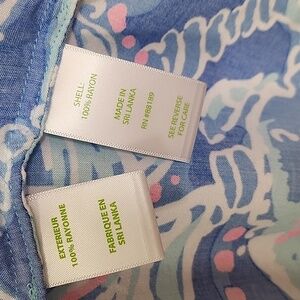 SHELL:
100% RAYON
MADE IN
SRI LANKA
RN #88189
SEE REVERSE
FOR CARE
EXTÉRIEUR
100% RAYONNE
FABRIQUE EN
SRI LANKA